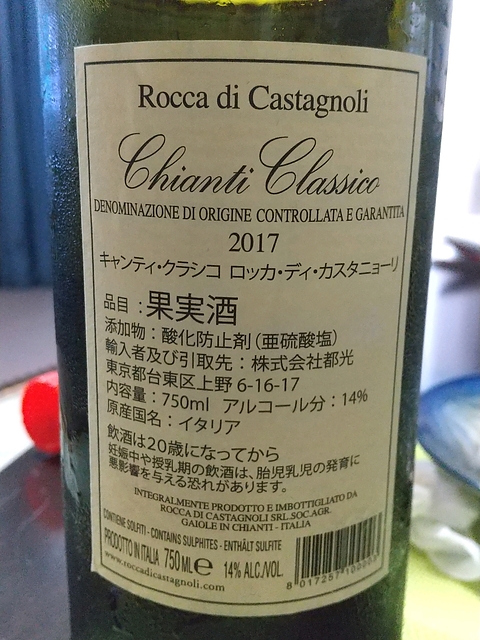 Rocca di Castagnoli
Chianti Classico
DENOMINAZIONE DI ORIGINE CONTROLLATA E GARANTITA
2017
キャンティ・クラシコ ロッカ・ディ・カスタニョーリ
品目：果実酒
添加物：酸化防止剤（亜硫酸塩）
輸入者及び引取先：株式会社都光
東京都台東区上野 6-16-17
内容量：750ml アルコール分：14%
原産国名：イタリア
飲酒は20歳になってから
妊娠中や授乳期の飲酒は、胎児乳児の発育に
悪影響を与える恐れがあります。
INTEGRALMENTE PRODOTTO E IMBOTTIGLIATO DA
ROCCA DI CASTAGNOLI SRL.SOC.AGR.
GAIOLE IN CHIANTI - ITALIA
CONTIENE SOLFITI - CONTAINS SULPHITES - ENTHÄLT SULFITE
PRODOTTO IN ITALIA 750 ML℮ 14% ALC./VOL.
www.roccadicastagnoli.com